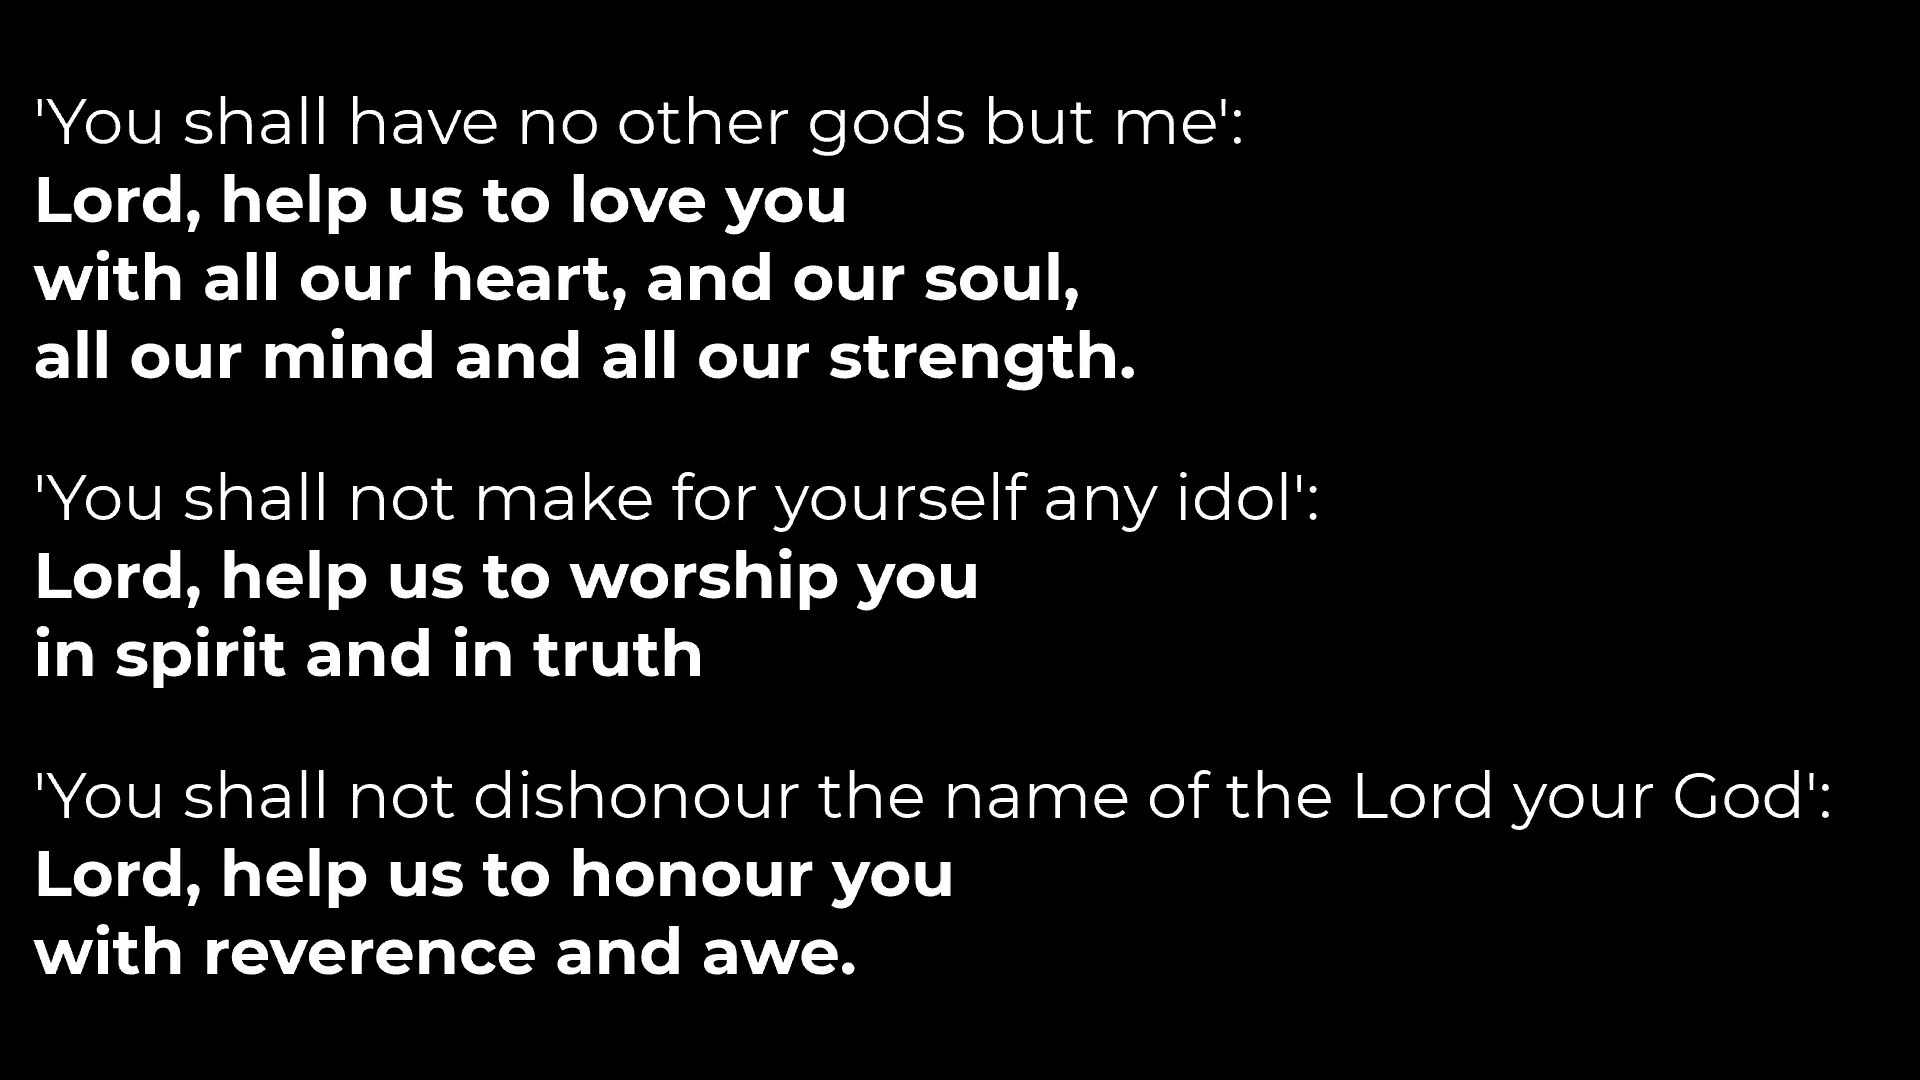 'You shall have no other gods but me':
Lord, help us to love you
with all our heart, and our soul,
all our mind and all our strength.
'You shall not make for yourself any idol':
Lord, help us to worship you
in spirit and in truth
'You shall not dishonour the name of the Lord your God':
Lord, help us to honour you
with reverence and awe.